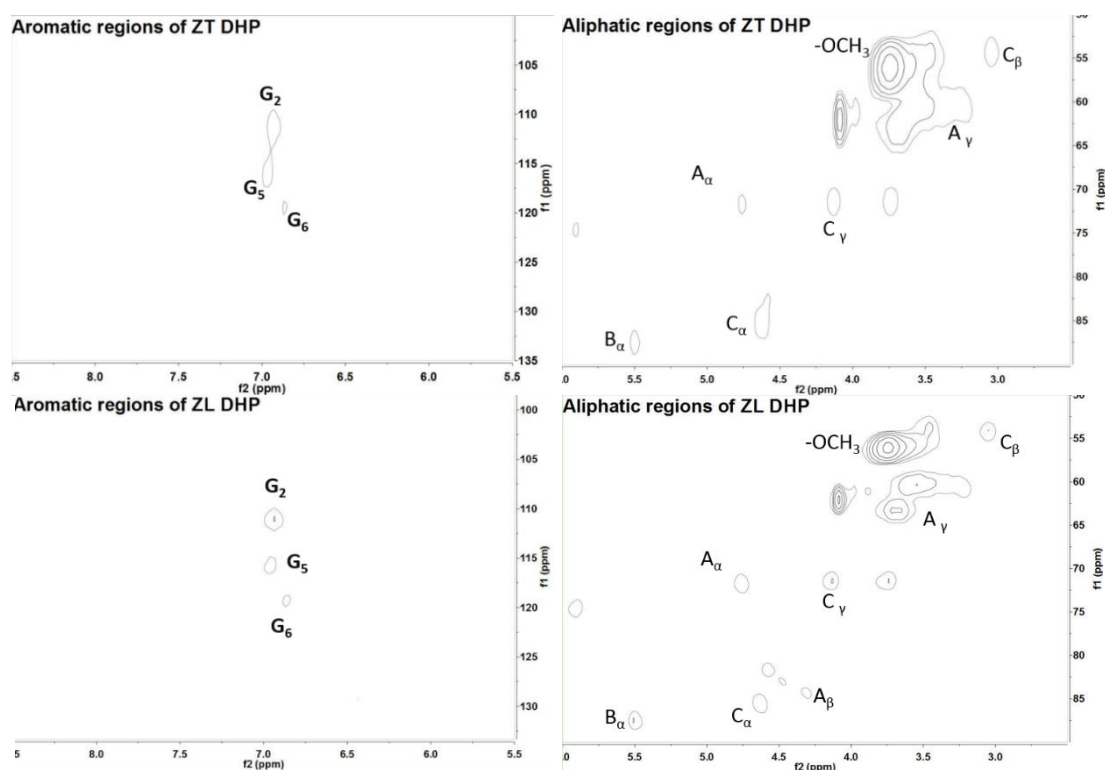 Aromatic regions of ZT DHP
G2
G5
G6
105
110
115
120
125
130
135
f1 (ppm)
.5 8.0 7.5 7.0 6.5 6.0 5.5
f2 (ppm)
Aliphatic regions of ZT DHP
-OCH3
Cβ
Aγ
Aα
Cγ
Cα
Bα
50
55
60
65
70
75
80
85
f1 (ppm)
.0 5.5 5.0 4.5 4.0 3.5 3.0
f2 (ppm)
Aromatic regions of ZL DHP
G2
G5
G6
100
105
110
115
120
125
130
f1 (ppm)
.5 8.0 7.5 7.0 6.5 6.0 5.5
f2 (ppm)
Aliphatic regions of ZL DHP
-OCH3
Cβ
Aγ
Aα
Cγ
Aβ
Cα
Bα
50
55
60
65
70
75
80
85
f1 (ppm)
.0 5.5 5.0 4.5 4.0 3.5 3.0
f2 (ppm)